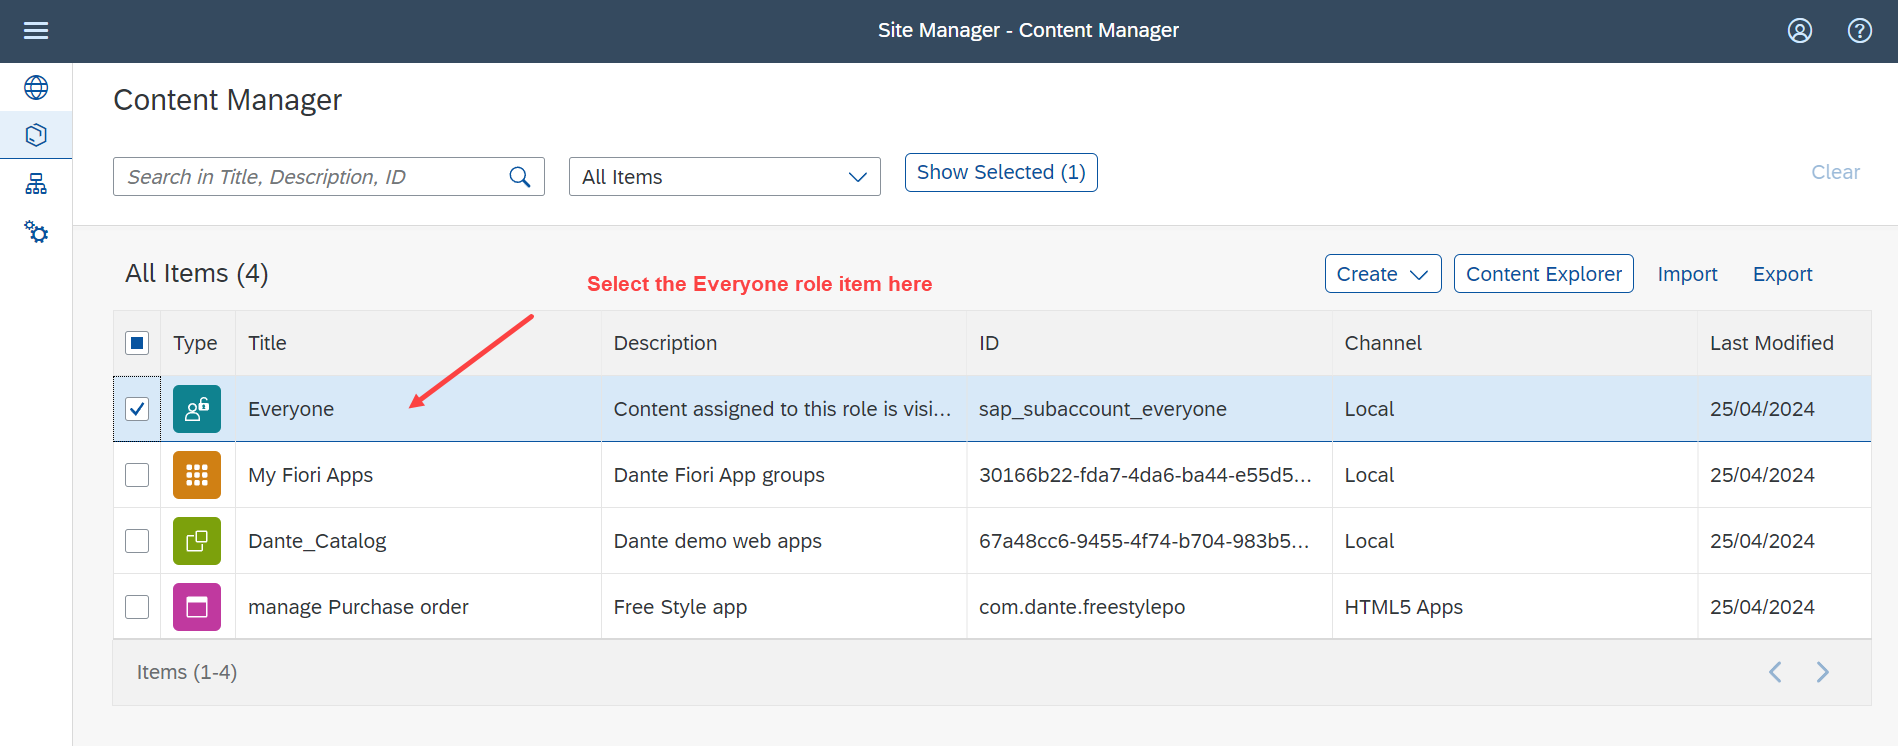 Site Manager - Content Manager
Content Manager
Search in Title, Description, ID
All Items
Show Selected (1)
Clear
All Items (4)
Select the Everyone role item here
Create
Content Explorer
Import
Export
Type Title Description ID Channel Last Modified
Everyone Content assigned to this role is visi... sap_subaccount_everyone Local 25/04/2024
My Fiori Apps Dante Fiori App groups 30166b22-fda7-4da6-ba44-e55d5... Local 25/04/2024
Dante_Catalog Dante demo web apps 67a48cc6-9455-4f74-b704-983b5... Local 25/04/2024
manage Purchase order Free Style app com.dante.freestylepo HTML5 Apps 25/04/2024
Items (1-4)